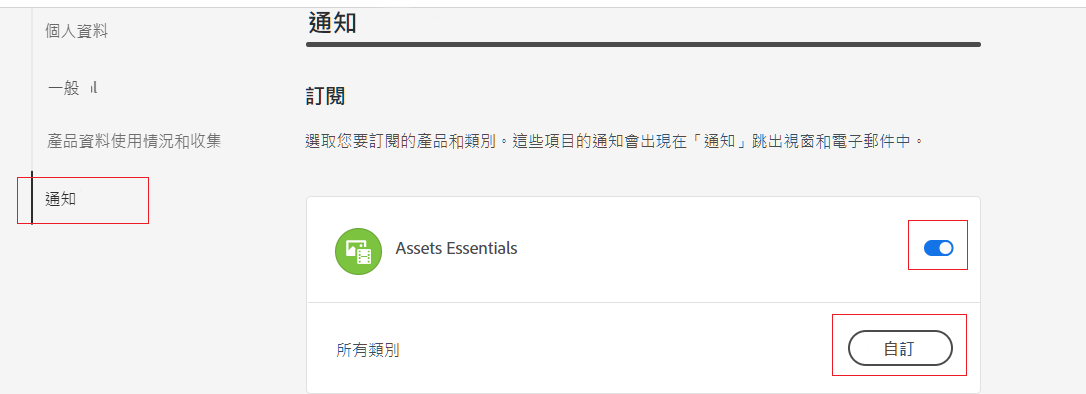 通知
個人資料
一般
產品資料使用情況和收集
通知
訂閱
選取您要訂閱的產品和類別。這些項目的通知會出現在「通知」跳出視窗和電子郵件中。
Assets Essentials
所有類別
自訂